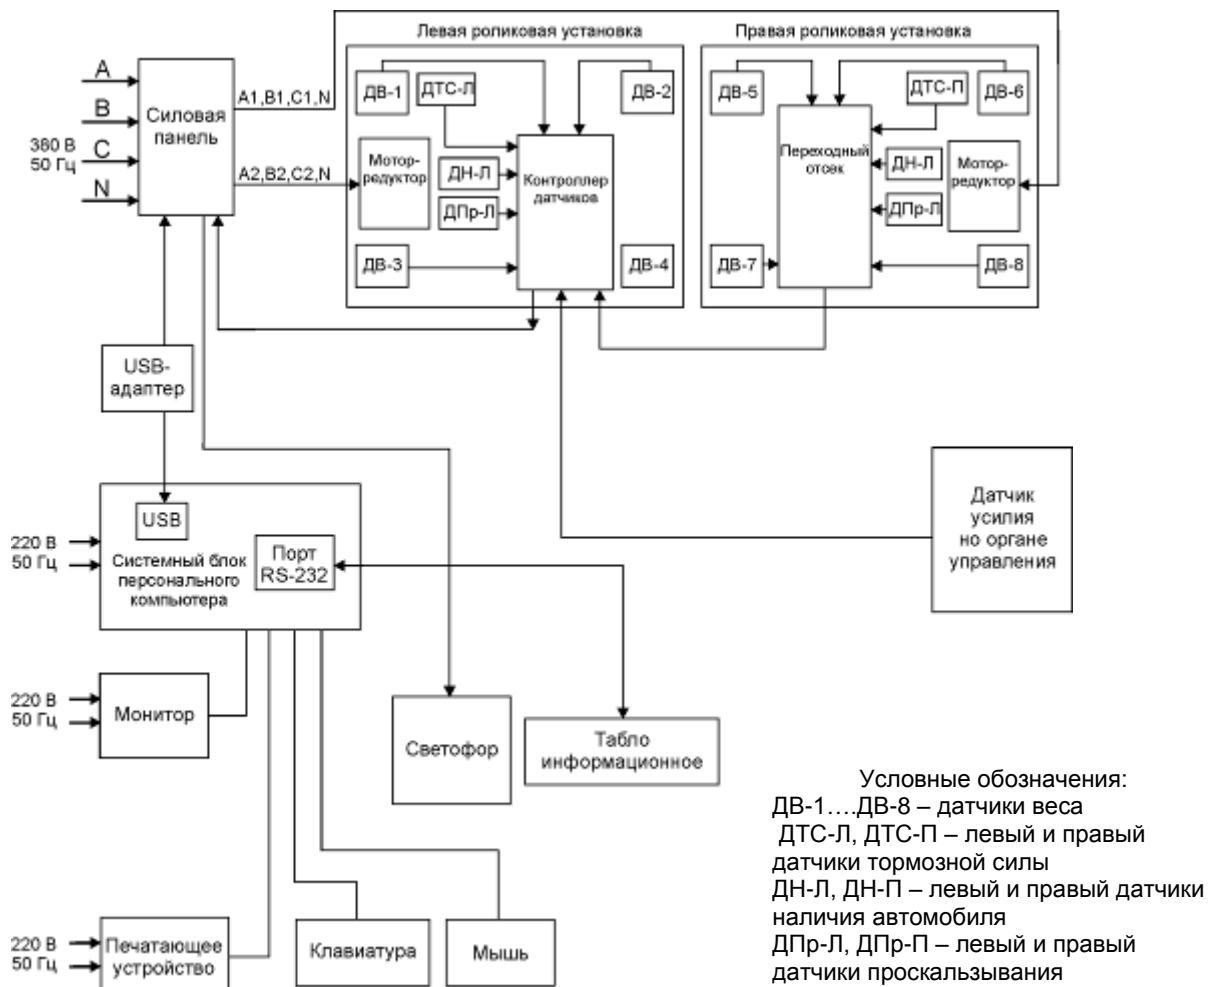 Левая роликовая установка
Правая роликовая установка
A
B
C
N
380 В
50 Гц
Силовая
панель
A1,B1,C1,N
A2,B2,C2,N
ДВ-1
ДТС-Л
ДВ-2
Мотор-
редуктор
ДН-Л
ДПр-Л
Контроллер
датчиков
ДВ-3
ДВ-4
ДВ-5
ДТС-П
ДВ-6
Переходный
отсек
ДН-Л
ДПр-Л
Мотор-
редуктор
ДВ-7
ДВ-8
USB-
адаптер
USB
220 В
50 Гц
Системный блок
персонального
компьютера
Порт
RS-232
Датчик
усилия
но органе
управления
220 В
50 Гц
Монитор
Светофор
Табло
информационное
220 В
50 Гц
Печатающее
устройство
Клавиатура
Мышь
Условные обозначения:
ДВ-1….ДВ-8 – датчики веса
ДТС-Л, ДТС-П – левый и правый
датчики тормозной силы
ДН-Л, ДН-П – левый и правый датчики
наличия автомобиля
ДПр-Л, ДПр-П – левый и правый
датчики проскальзывания